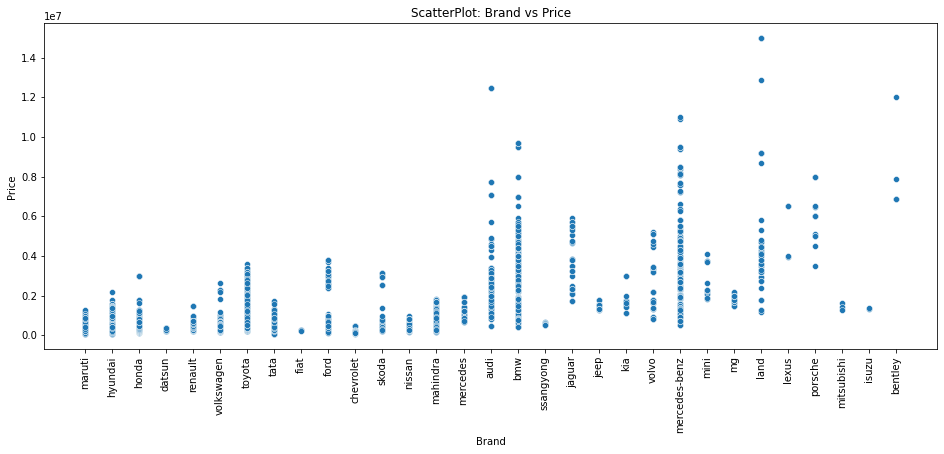 ScatterPlot: Brand vs Price
1e7
1.4
1.2
1.0
0.8
0.6
0.4
0.2
0.0
Price
maruti
hyundai
honda
datsun
renault
volkswagen
toyota
tata
fiat
ford
chevrolet
skoda
nissan
mahindra
mercedes
audi
bmw
ssangyong
jaguar
jeep
kia
volvo
mercedes-benz
mini
mg
land
lexus
porsche
mitsubishi
isuzu
bentley
Brand